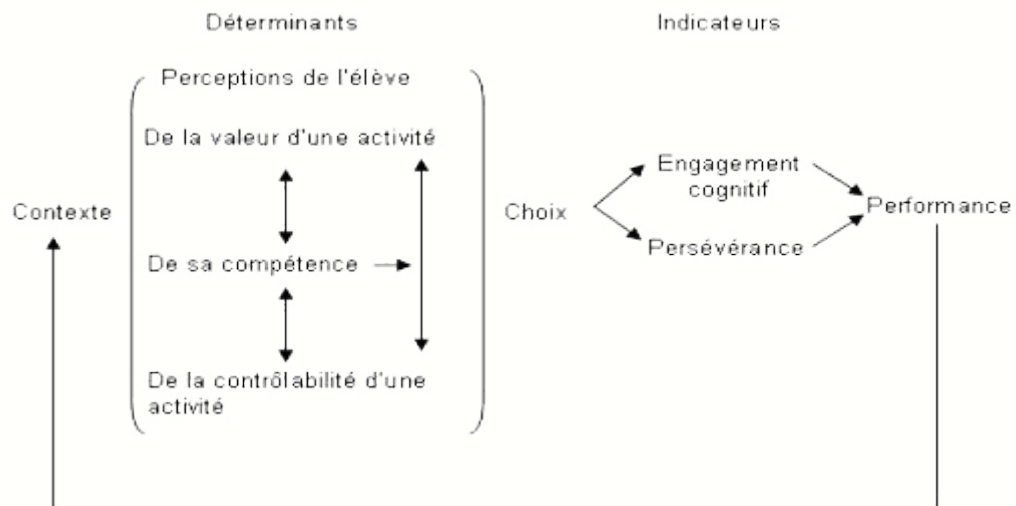 Déterminants
Indicateurs
Perceptions de l'élève
De la valeur d'une activité
Contexte
De sa compétence
De la contrôlabilité d'une
activité
Choix
Engagement
cognitif
Persévérance
Performance